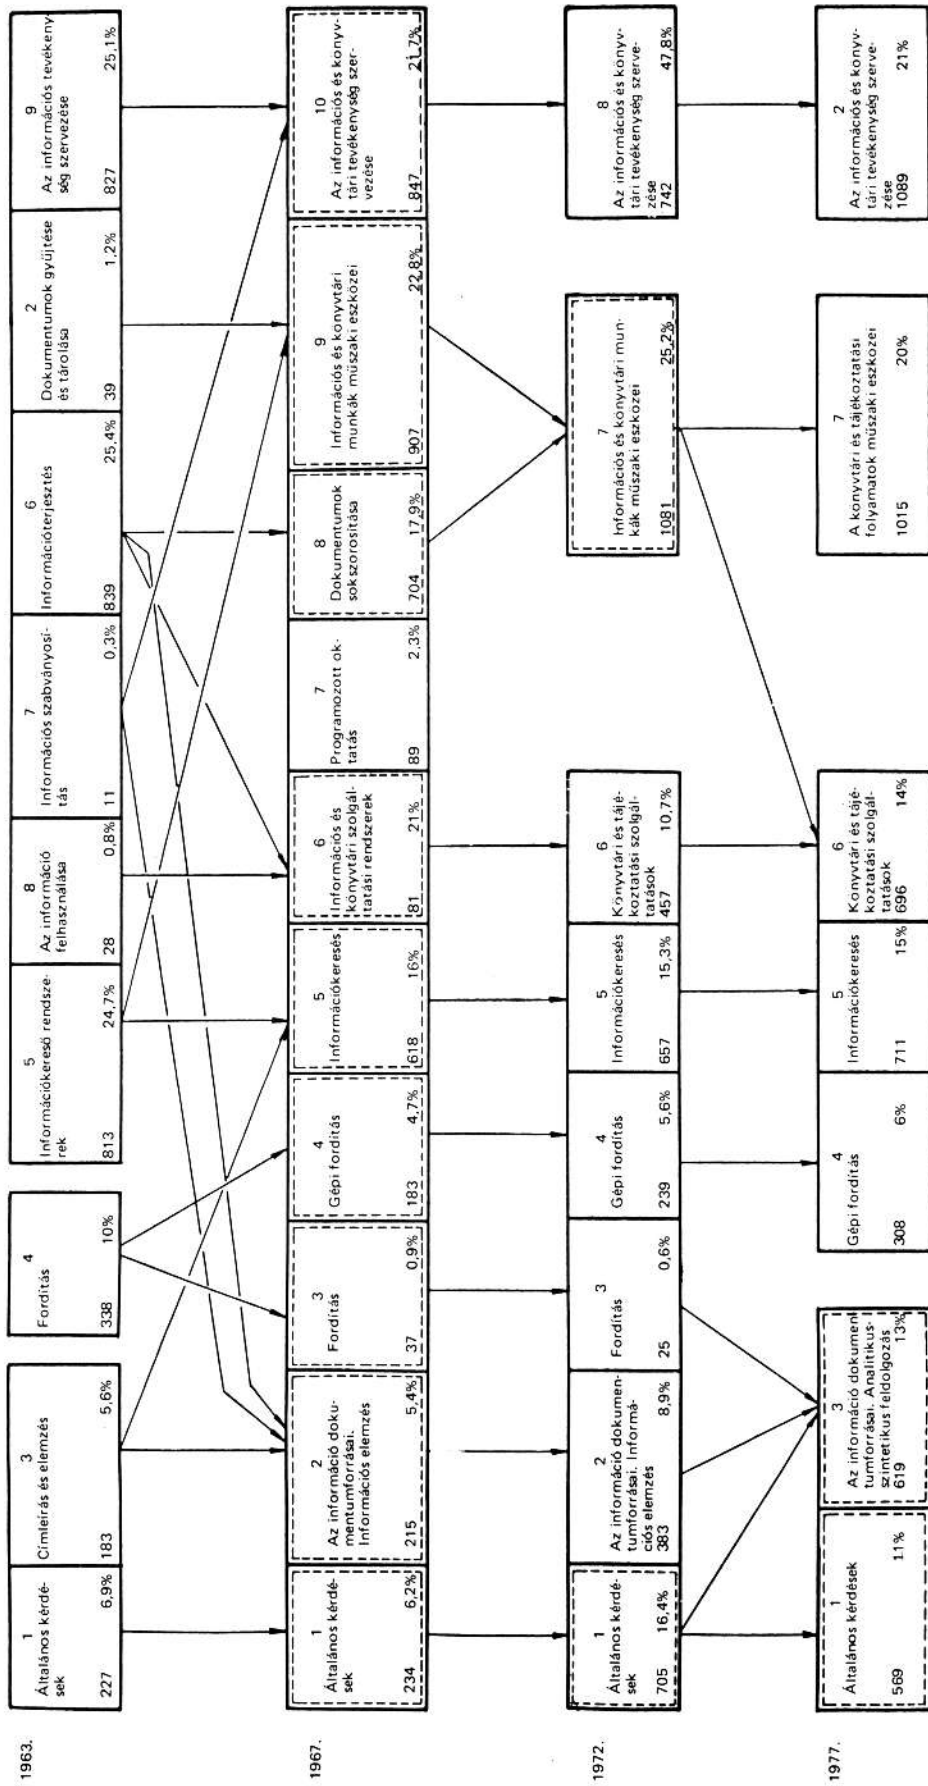 1963.
1
Általános kérdé-
sek
227 6,9%
3
Címleírás és elemzés
183 5,6%
4
Fordítás
338 10%
5
Információkereső rendsze-
rek
813 24,7%
8
Az információ
felhasználása
28 0,8%
7
Információs szabványosí-
tás
11 0,3%
6
Információterjesztés
839 25,4%
2
Dokumentumok gyűjtése
és tárolása
39 1,2%
9
Az információs tevékeny-
ség szervezése
827 25,1%
1967.
1
Általános kérdé-
sek
234 6,2%
2
Az információ doku-
mentumforrásai.
Információs elemzés
215 5,4%
3
Fordítás
37 0,9%
4
Gépi fordítás
183 4,7%
5
Információkeresés
618 16%
6
Információs és
könyvtári szolgál-
tatási rendszerek
81 21%
7
Programozott ok-
tatás
89 2,3%
8
Dokumentumok
sokszorosítása
704 17,9%
9
Információs és könyvtári
munkák műszaki eszközei
907 22,8%
10
Az információs és könyv-
tári tevékenység szer-
vezése
847 21,7%
1972.
1
Általános kérdé-
sek
705 16,4%
2
Az információ dokumen-
tumforrásai. Informá-
ciós elemzés
383 8,9%
3
Fordítás
25 0,6%
4
Gépi fordítás
239 5,6%
5
Információkeresés
657 15,3%
6
Könyvtári és tájé-
koztatási szolgál-
tatások
457 10,7%
7
Információs és könyvtári mun-
kák műszaki eszközei
1081 25,2%
8
Az információs és könyv-
tári tevékenység szerve-
zése
742 47,8%
1977.
1
Általános kérdések
569 11%
3
Az információ dokumen
tumforrásai. Analitikus-
szintetikus feldolgozás
619 13%
4
Gépi fordítás
308 6%
5
Információkeresés
711 15%
6
Könyvtári és tájé-
koztatási szolgál-
tatások
696 14%
7
A könyvtári és tájékoztatási
folyamatok műszaki eszközei
1015 20%
2
Az információs és könyv-
tári tevékenység szerve-
zése
1089 21%